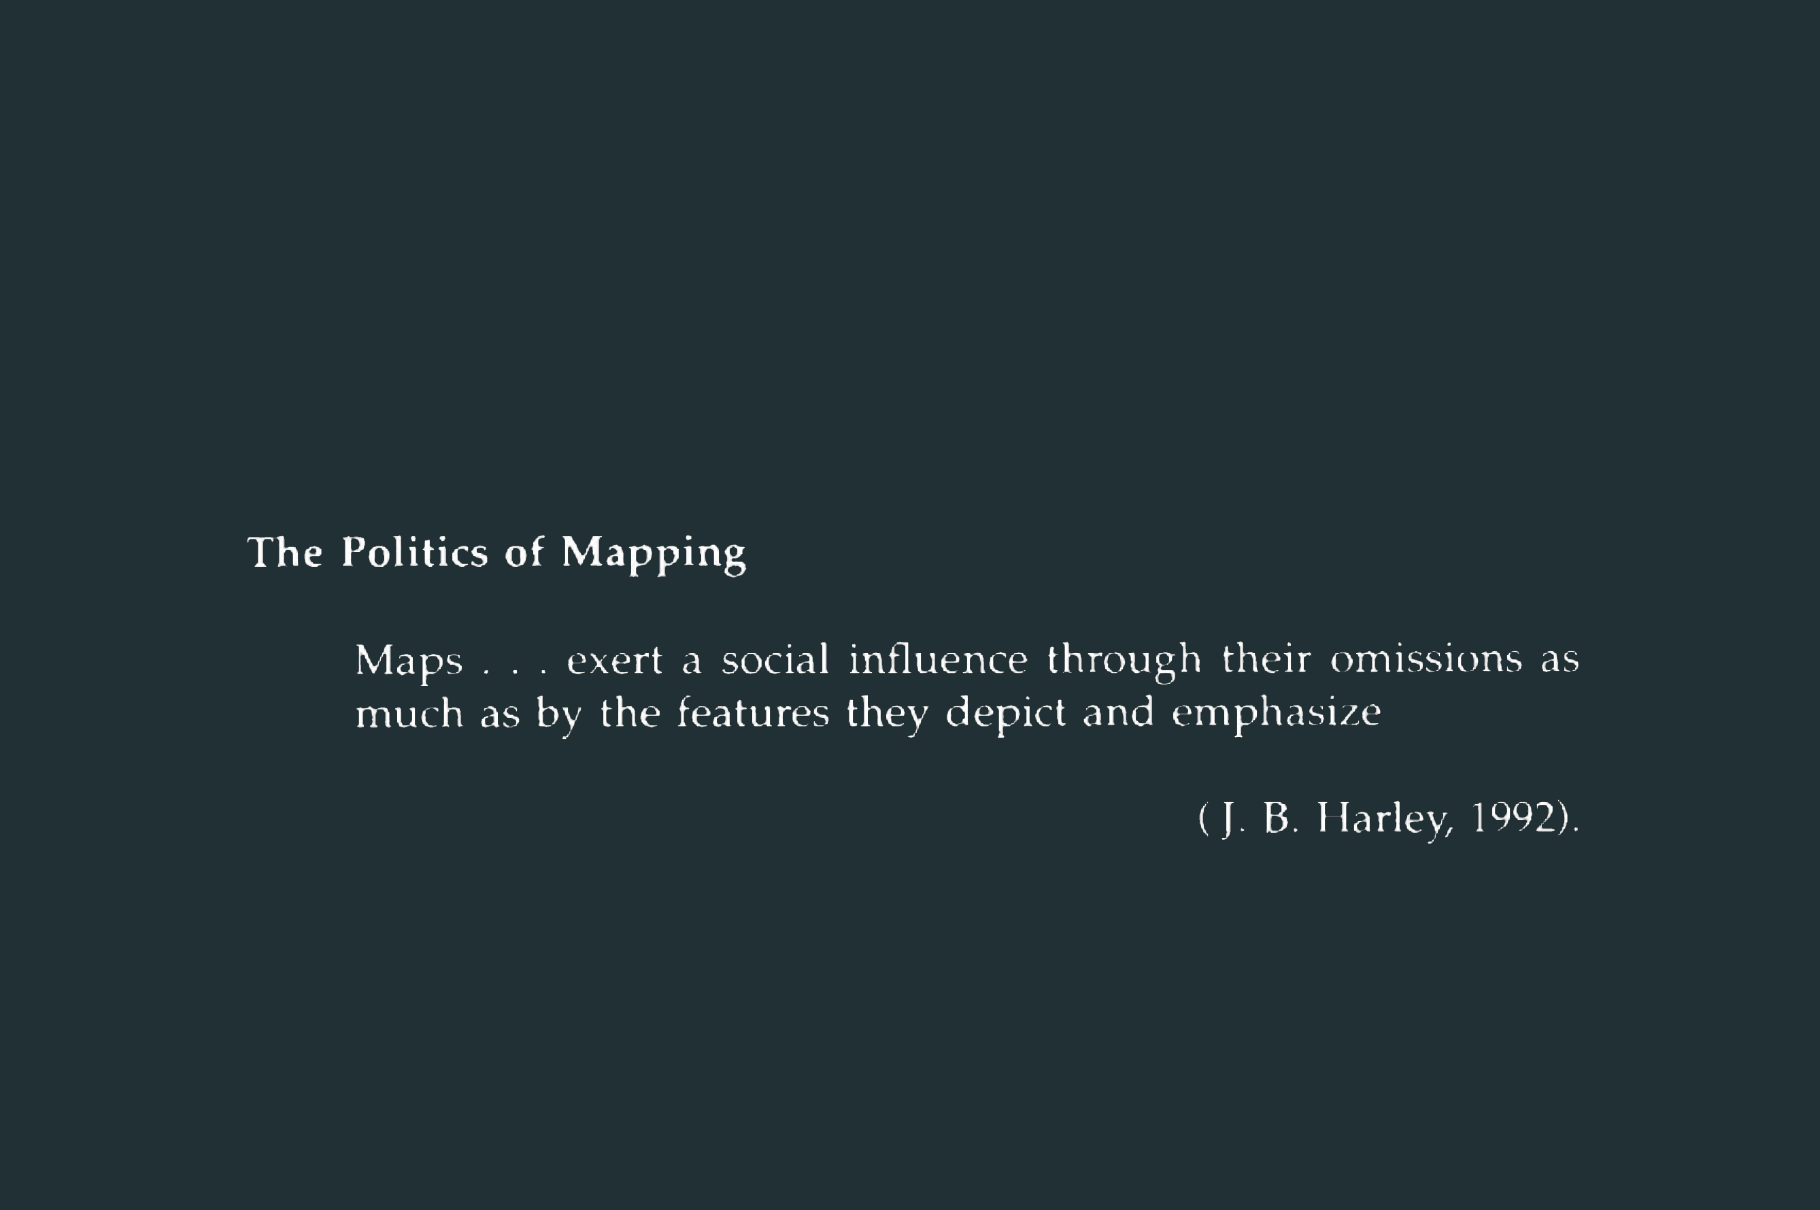 The Politics of Mapping
Maps . . . exert a social influence through their omissions as
much as by the features they depict and emphasize
( J. B. Harley, 1992).